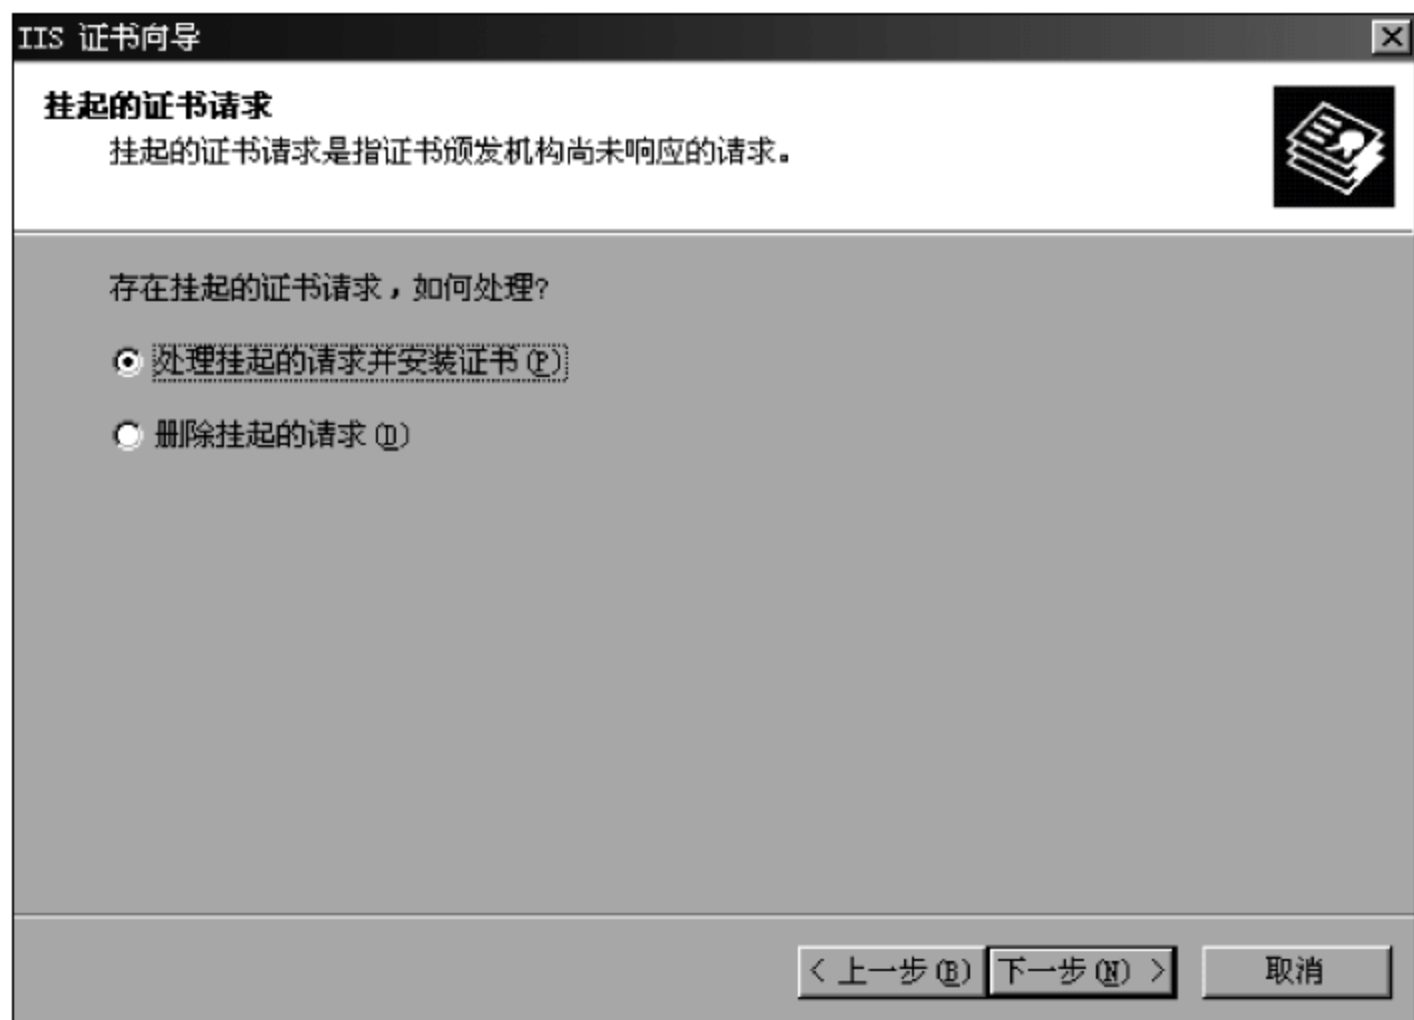 IIS 证书向导
挂起的证书请求
挂起的证书请求是指证书颁发机构尚未响应的请求。
存在挂起的证书请求，如何处理?
处理挂起的请求并安装证书(P)
删除挂起的请求(D)
< 上一步(B) 下一步(N) > 取消